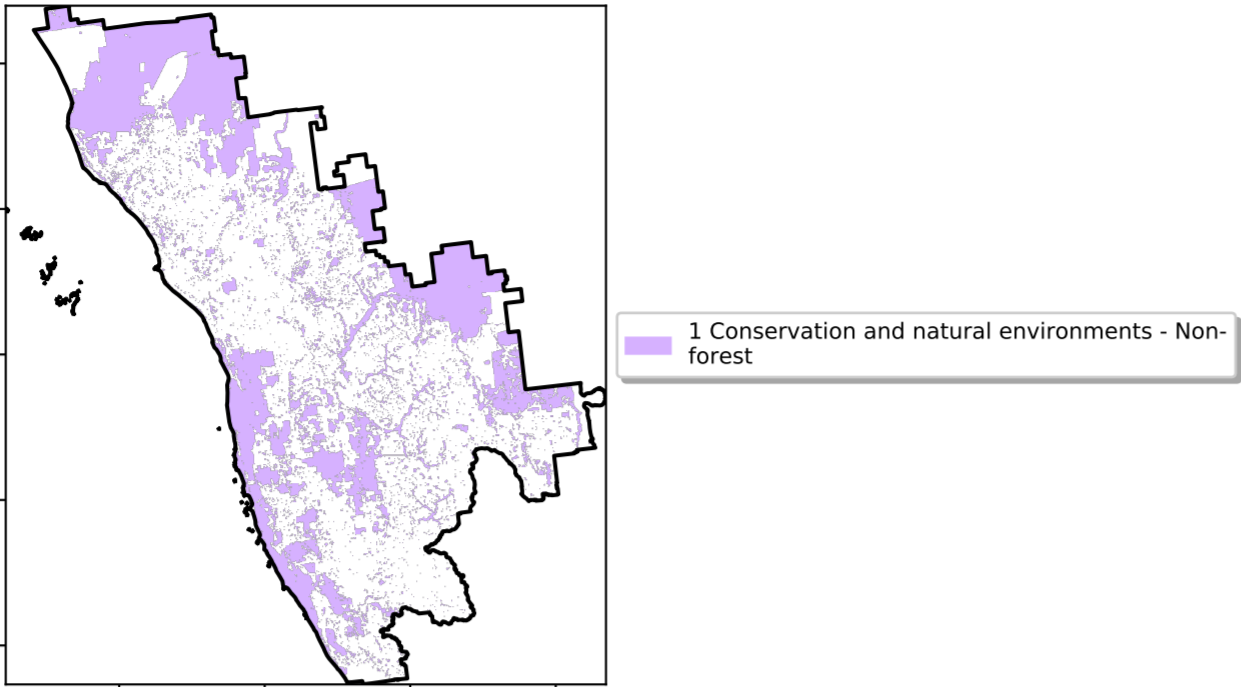 1 Conservation and natural environments - Non-
forest